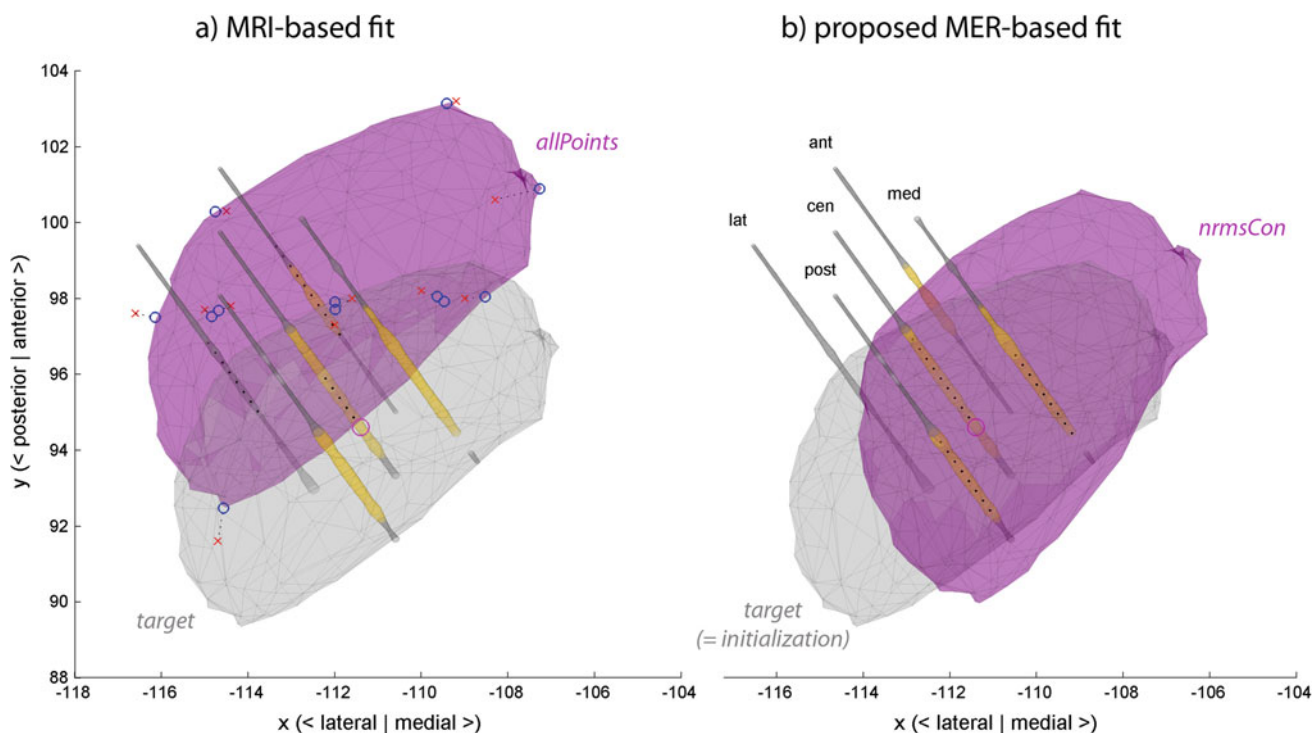 a) MRI-based fit
b) proposed MER-based fit
104
102
100
98
96
94
92
90
88
y (< posterior | anterior >)
allPoints
target
-118
-116
-114
-112
-110
-108
-106
-104
x (< lateral | medial >)
ant
cen
med
lat
post
nrmsCon
target
(= initialization)
-116
-114
-112
-110
-108
-106
-104
x (< lateral | medial >)